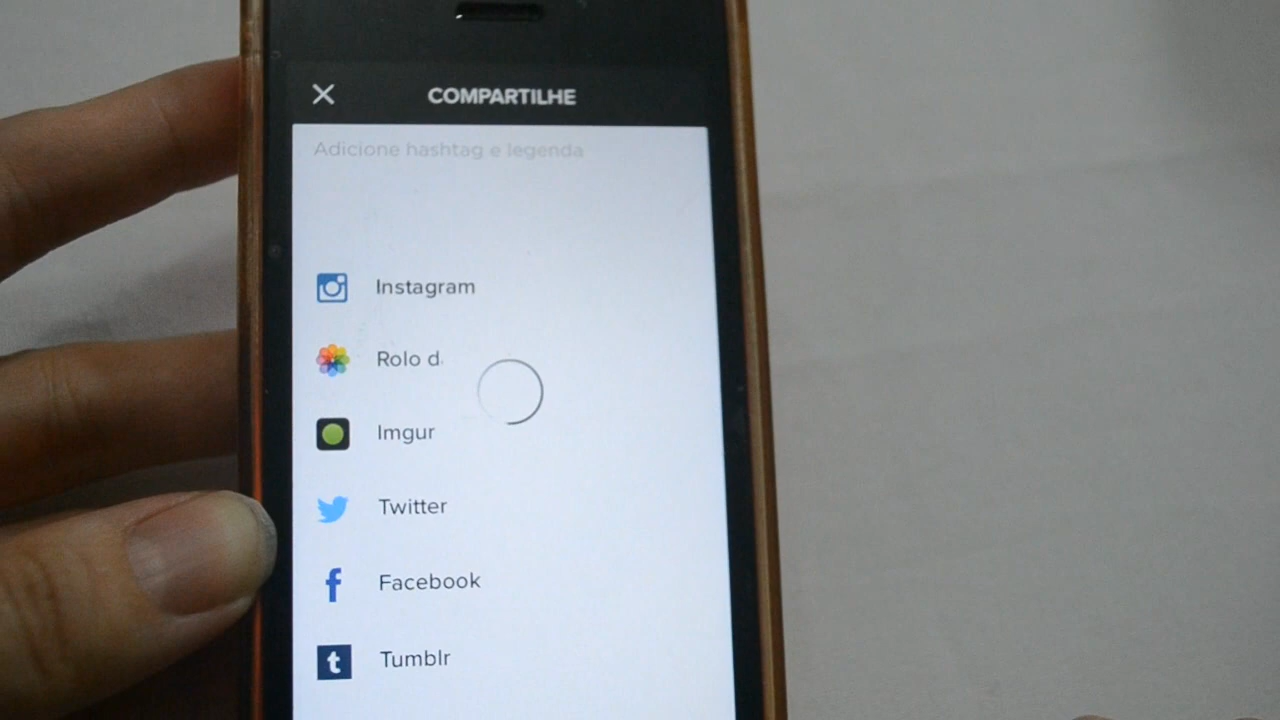 COMPARTILHE
Adicione hashtag e legenda
Instagram
Rolo d
Imgur
Twitter
Facebook
Tumblr